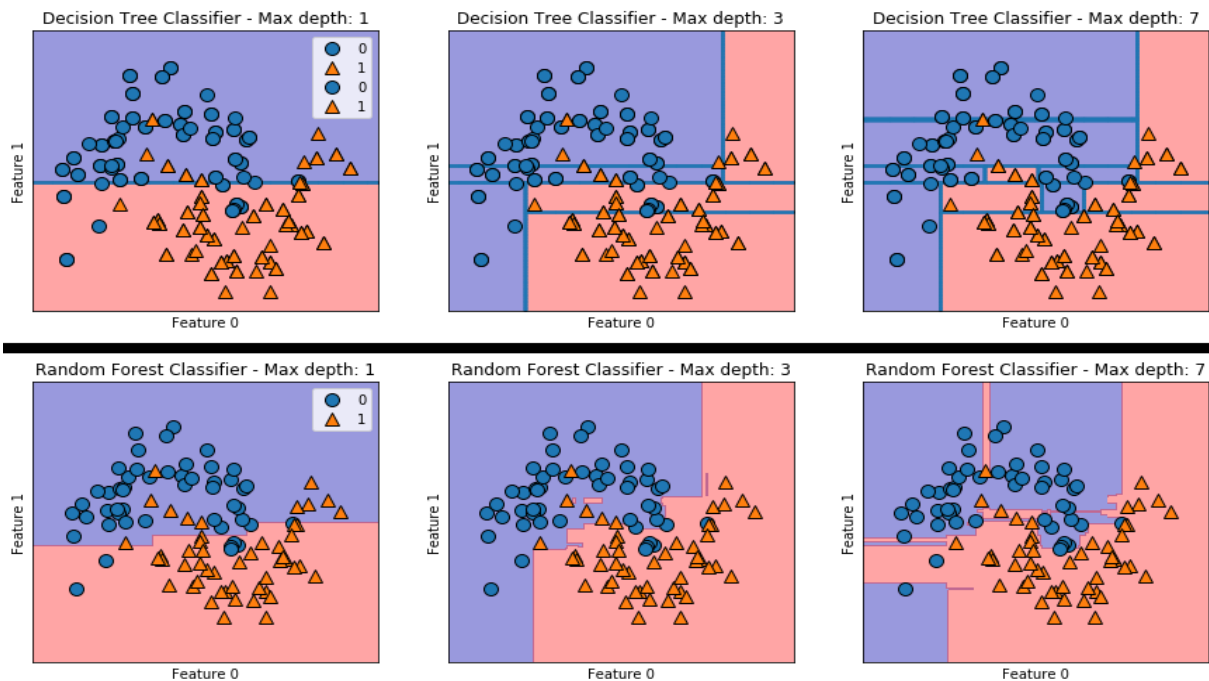 Decision Tree Classifier - Max depth: 1
0
1
0
1
Feature 1
Feature 0
Decision Tree Classifier - Max depth: 3
Feature 1
Feature 0
Decision Tree Classifier - Max depth: 7
Feature 1
Feature 0
Random Forest Classifier - Max depth: 1
0
1
Feature 1
Feature 0
Random Forest Classifier - Max depth: 3
Feature 1
Feature 0
Random Forest Classifier - Max depth: 7
Feature 1
Feature 0